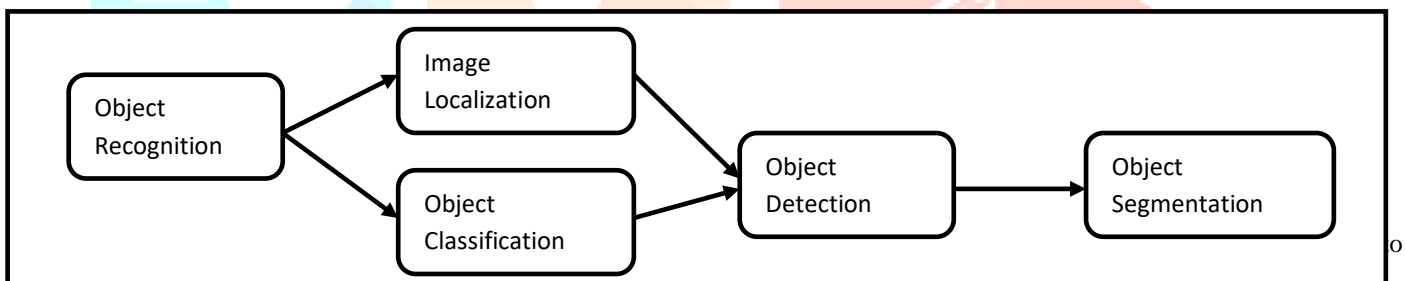 Object
Recognition
Image
Localization
Object
Classification
Object
Detection
Object
Segmentation